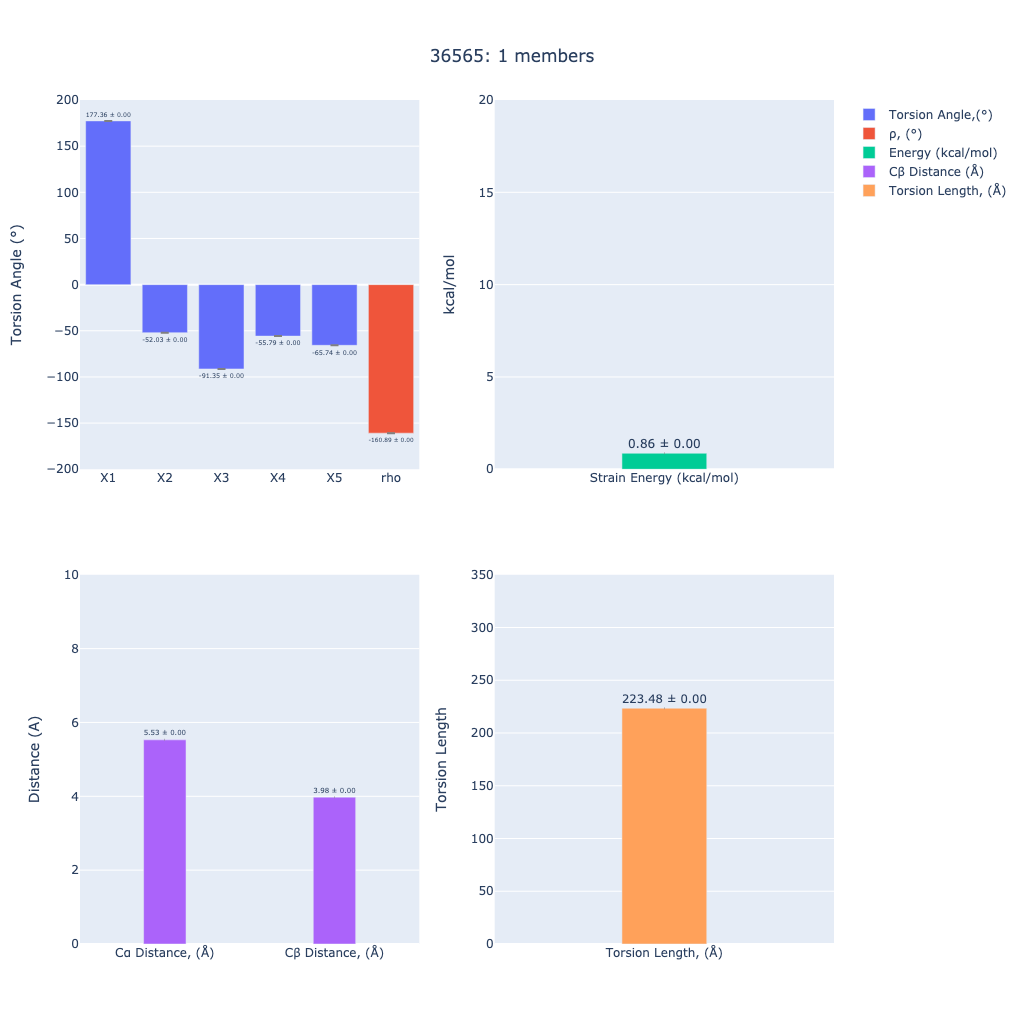 36565: 1 members
Torsion Angle (°)
200
150
100
50
0
−50
−100
−150
−200
177.36 ± 0.00
-52.03 ± 0.00
-91.35 ± 0.00
-55.79 ± 0.00
-65.74 ± 0.00
-160.89 ± 0.00
X1 X2 X3 X4 X5 rho
kcal/mol
20
15
10
5
0
0.86 ± 0.00
Strain Energy (kcal/mol)
Torsion Angle,(°)
ρ, (°)
Energy (kcal/mol)
Cβ Distance (Å)
Torsion Length, (Å)
Distance (A)
10
8
6
4
2
0
5.53 ± 0.00
3.98 ± 0.00
Cα Distance, (Å) Cβ Distance, (Å)
Torsion Length
350
300
250
200
150
100
50
0
223.48 ± 0.00
Torsion Length, (Å)